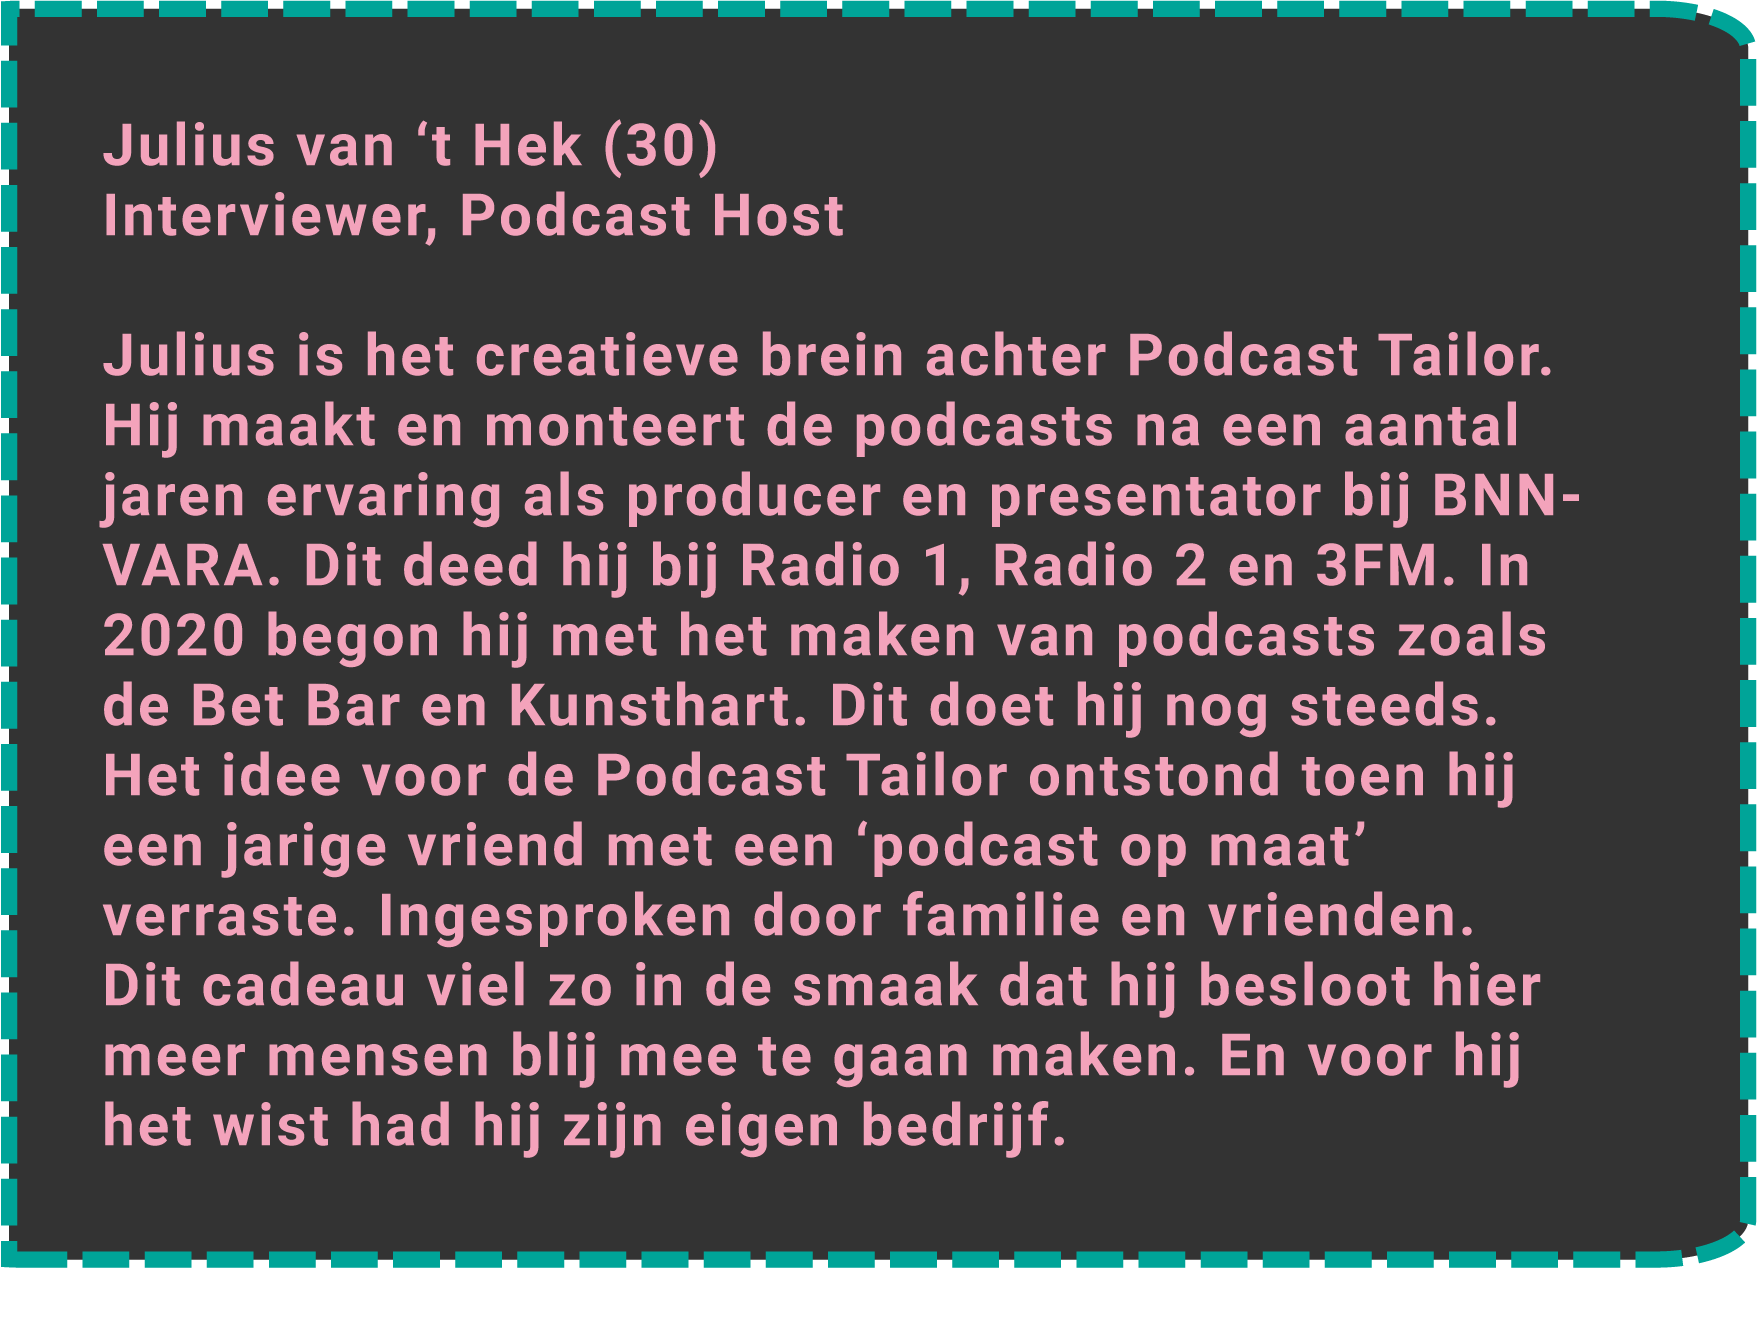 Julius van ‘t Hek (30)
Interviewer, Podcast Host
Julius is het creatieve brein achter Podcast Tailor.
Hij maakt en monteert de podcasts na een aantal
jaren ervaring als producer en presentator bij BNN-
VARA. Dit deed hij bij Radio 1, Radio 2 en 3FM. In
2020 begon hij met het maken van podcasts zoals
de Bet Bar en Kunsthart. Dit doet hij nog steeds.
Het idee voor de Podcast Tailor ontstond toen hij
een jarige vriend met een ‘podcast op maat’
verraste. Ingesproken door familie en vrienden.
Dit cadeau viel zo in de smaak dat hij besloot hier
meer mensen blij mee te gaan maken. En voor hij
het wist had hij zijn eigen bedrijf.